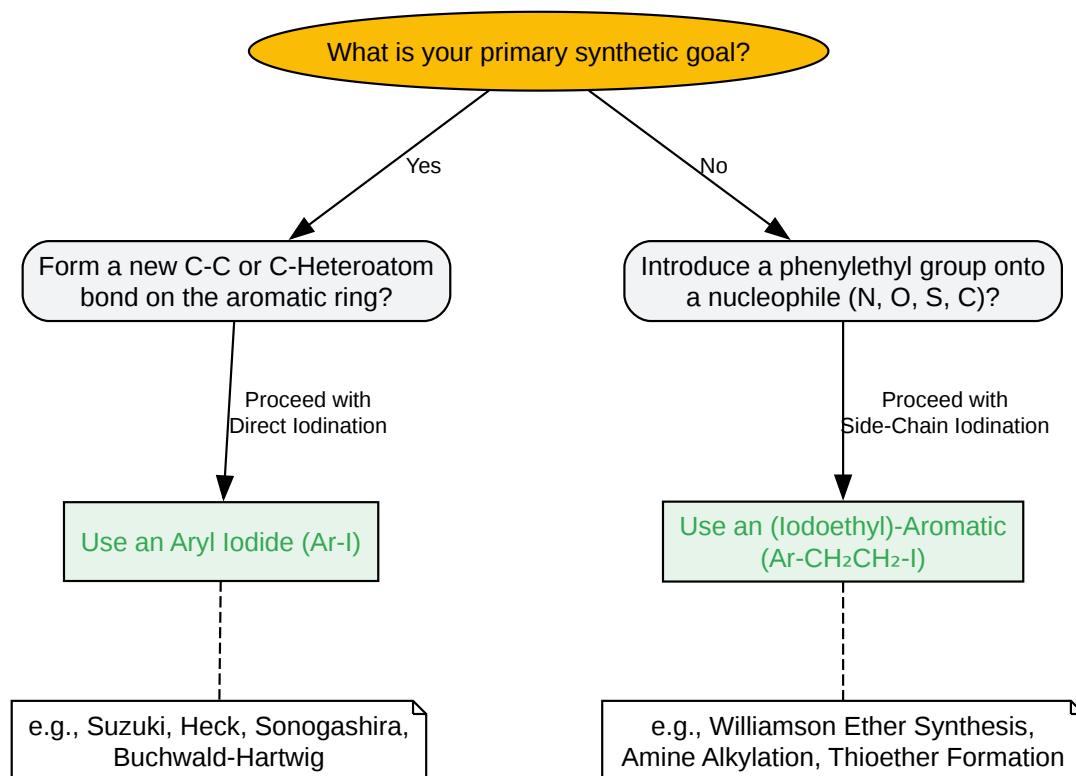 What is your primary synthetic goal?
Yes
No
Form a new C-C or C-Heteroatom
bond on the aromatic ring?
Introduce a phenylethyl group onto
a nucleophile (N, O, S, C)?
Proceed with
Direct Iodination
Proceed with
Side-Chain Iodination
Use an Aryl Iodide (Ar-I)
Use an (Iodoethyl)-Aromatic
(Ar-CH₂CH₂-I)
e.g., Suzuki, Heck, Sonogashira,
Buchwald-Hartwig
e.g., Williamson Ether Synthesis,
Amine Alkylation, Thioether Formation